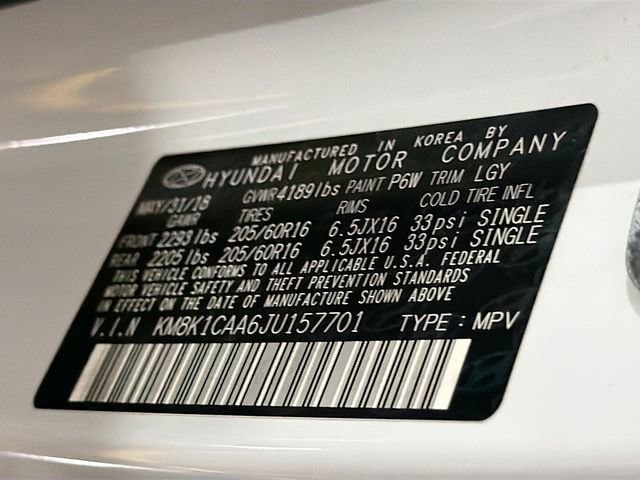 MANUFACTURED IN KOREA BY
HYUNDAI MOTOR COMPANY
MAY/31/18 GVWR 4189lbs PAINT P6W TRIM LGY
GAWR TIRES RIMS COLD TIRE INFL
FRONT 2293 lbs 205/60R16 6.5JX16 33psi SINGLE
REAR 2205 lbs 205/60R16 6.5JX16 33psi SINGLE
THIS VEHICLE CONFORMS TO ALL APPLICABLE U.S.A. FEDERAL
MOTOR VEHICLE SAFETY AND THEFT PREVENTION STANDARDS
IN EFFECT ON THE DATE OF MANUFACTURE SHOWN ABOVE
V.I.N KM8K1CAA6JU157701 TYPE : MPV